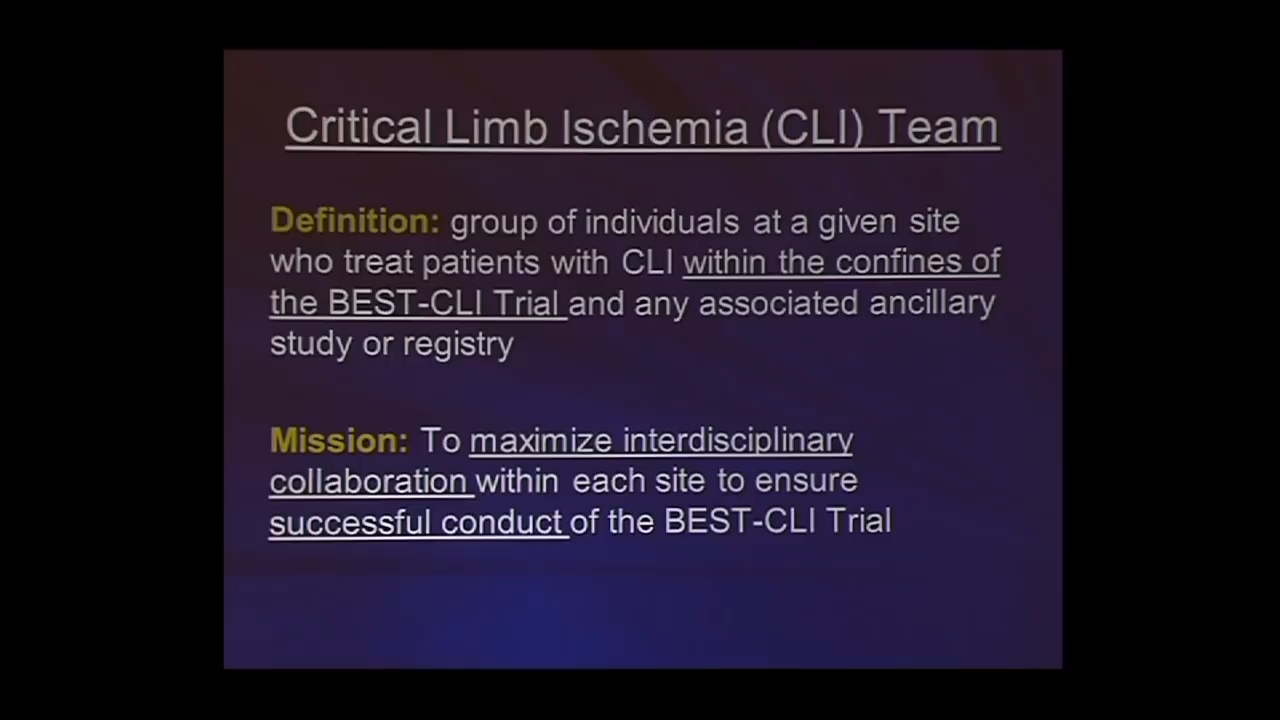 Critical Limb Ischemia (CLI) Team
Definition: group of individuals at a given site
who treat patients with CLI within the confines of
the BEST-CLI Trial and any associated ancillary
study or registry
Mission: To maximize interdisciplinary
collaboration within each site to ensure
successful conduct of the BEST-CLI Trial